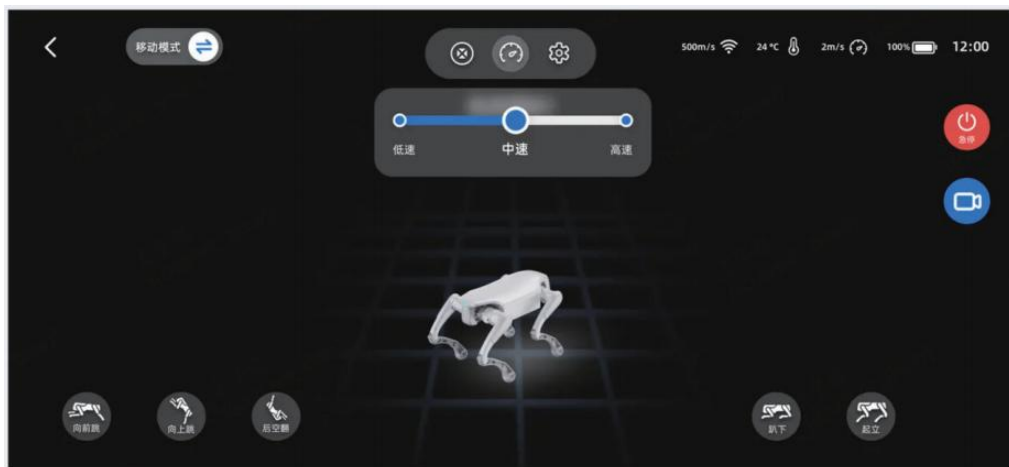 移动模式
500m/s
24 ℃
2m/s
100%
12:00
低速
中速
高速
急停
向前跳
向上跳
后空翻
趴下
起立